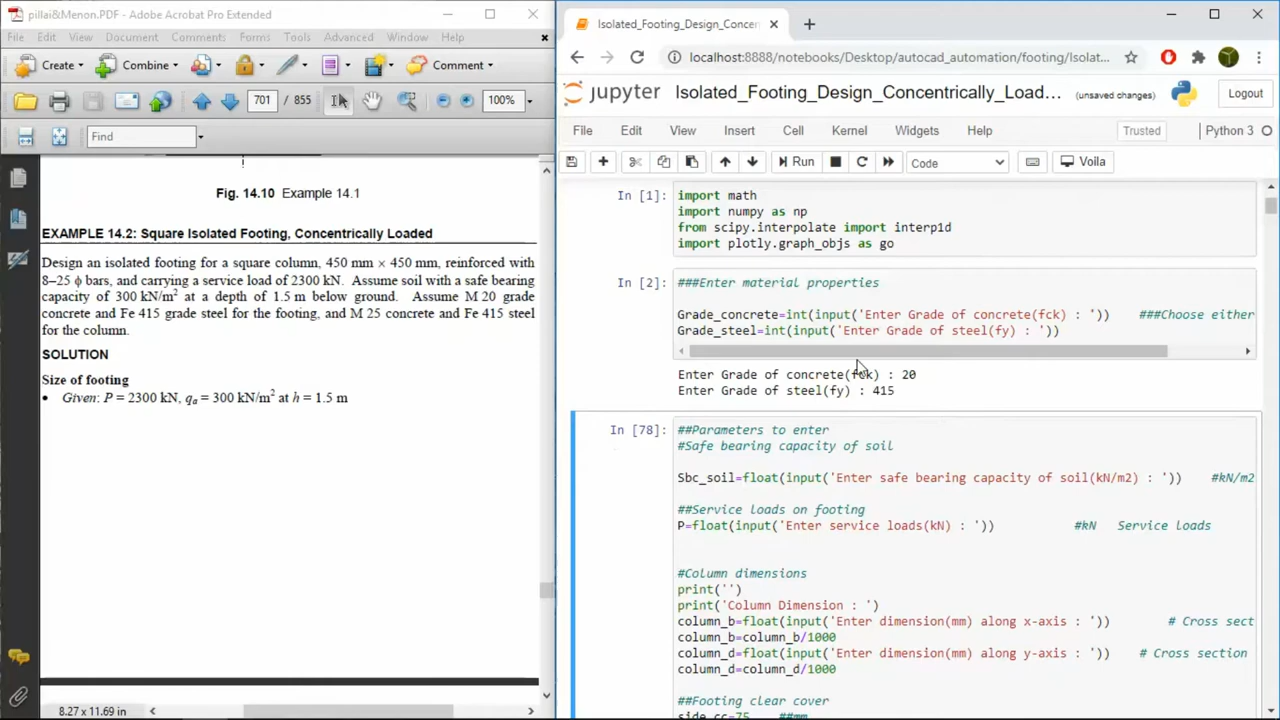 pillai&Menon.PDF - Adobe Acrobat Pro Extended
File Edit View Document Comments Forms Tools Advanced Window Help
Create Combine Comment
701 / 855 100%
Find
Fig. 14.10 Example 14.1
EXAMPLE 14.2: Square Isolated Footing, Concentrically Loaded
Design an isolated footing for a square column, 450 mm × 450 mm, reinforced with
8–25 ϕ bars, and carrying a service load of 2300 kN. Assume soil with a safe bearing
capacity of 300 kN/m² at a depth of 1.5 m below ground. Assume M 20 grade
concrete and Fe 415 grade steel for the footing, and M 25 concrete and Fe 415 steel
for the column.
SOLUTION
Size of footing
• Given: P = 2300 kN, qa = 300 kN/m² at h = 1.5 m
8.27 x 11.69 in
Isolated_Footing_Design_Concen
localhost:8888/notebooks/Desktop/autocad_automation/footing/Isolat...
jupyter Isolated_Footing_Design_Concentrically_Load... (unsaved changes) Logout
File Edit View Insert Cell Kernel Widgets Help Trusted Python 3
Run Code Voila
In [1]: import math
import numpy as np
from scipy.interpolate import interp1d
import plotly.graph_objs as go
In [2]: ###Enter material properties
Grade_concrete=int(input('Enter Grade of concrete(fck) : ')) ###Choose either
Grade_steel=int(input('Enter Grade of steel(fy) : '))
Enter Grade of concrete(fck) : 20
Enter Grade of steel(fy) : 415
In [78]: ##Parameters to enter
#Safe bearing capacity of soil
Sbc_soil=float(input('Enter safe bearing capacity of soil(kN/m2) : ')) #kN/m2
##Service loads on footing
P=float(input('Enter service loads(kN) : ')) #kN Service Loads
#Column dimensions
print('')
print('Column Dimension : ')
column_b=float(input('Enter dimension(mm) along x-axis : ')) # Cross sect
column_b=column_b/1000
column_d=float(input('Enter dimension(mm) along y-axis : ')) # Cross section
column_d=column_d/1000
##Footing clear cover
side_cc=75 ##mm